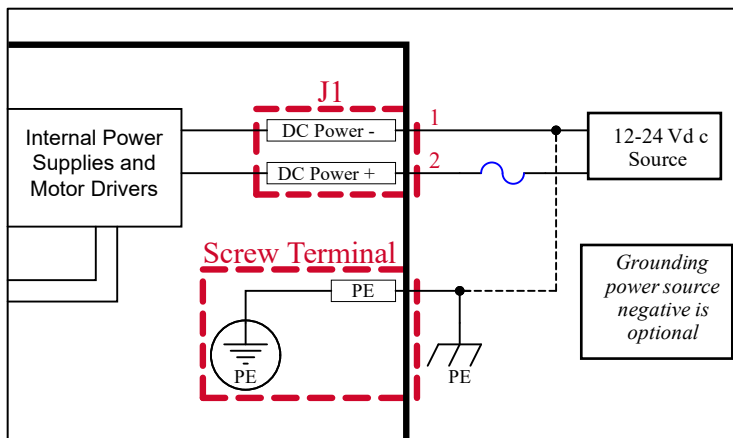 J1
Internal Power
Supplies and
Motor Drivers
DC Power -
1
12-24 Vd c
Source
DC Power +
2
Screw Terminal
PE
PE
PE
Grounding
power source
negative is
optional